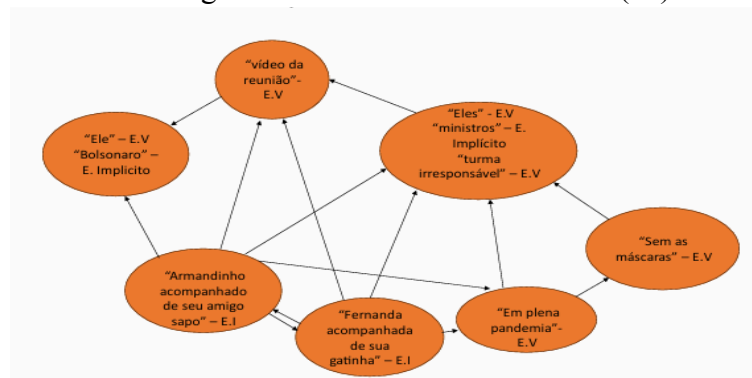 “vídeo da
reunião”-
E.V
“Eles” - E.V
“ministros” – E.
Implícito
“turma
irresponsável” – E.V
“Ele” – E.V
“Bolsonaro” –
E. Implicito
“Sem as
máscaras” – E.V
“Armandinho
acompanhado
de seu amigo
sapo” – E.I
“Fernanda
acompanhada
de sua
gatinha” – E.I
“Em plena
pandemia”-
E.V